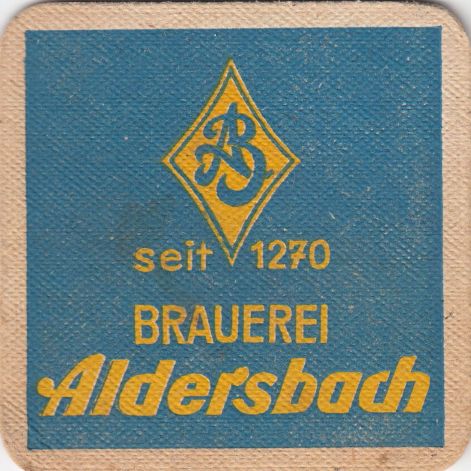 AB
seit 1270
BRAUEREI
Aldersbach